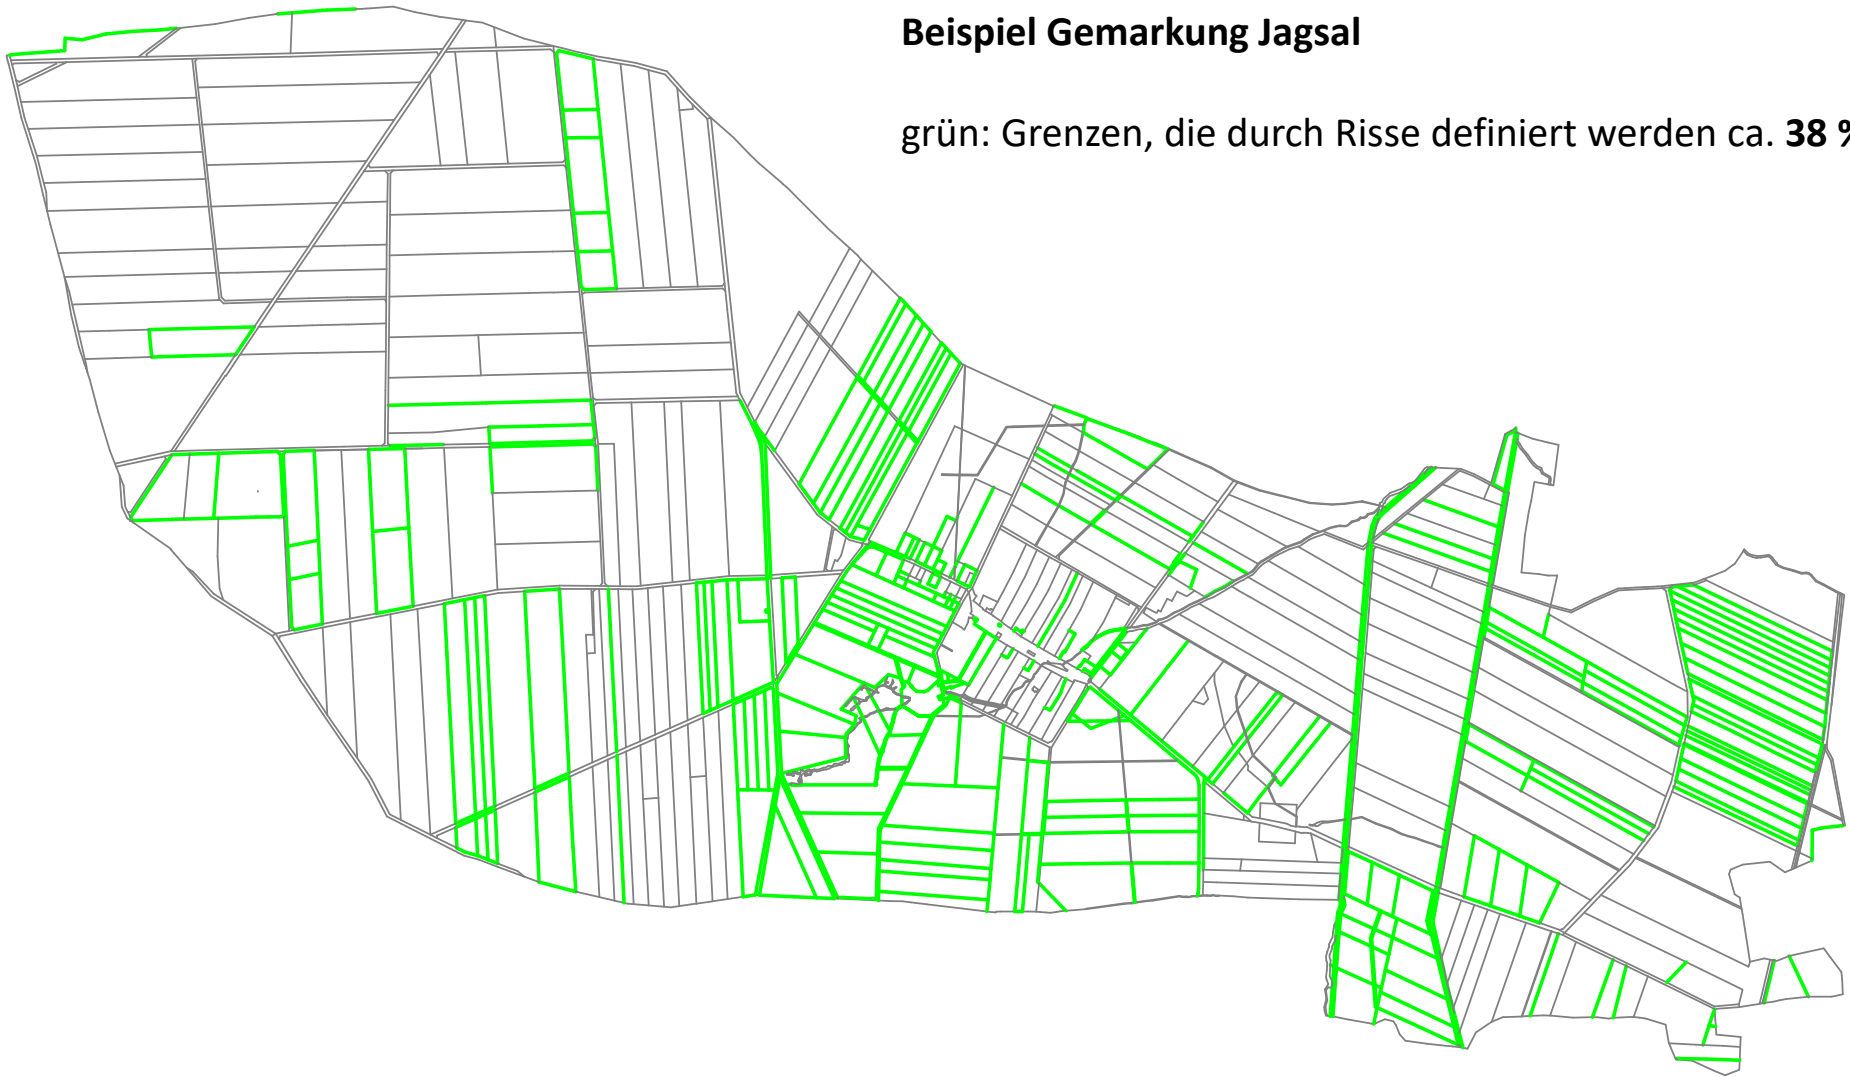 Beispiel Gemarkung Jagsal
grün: Grenzen, die durch Risse definiert werden ca. 38 %